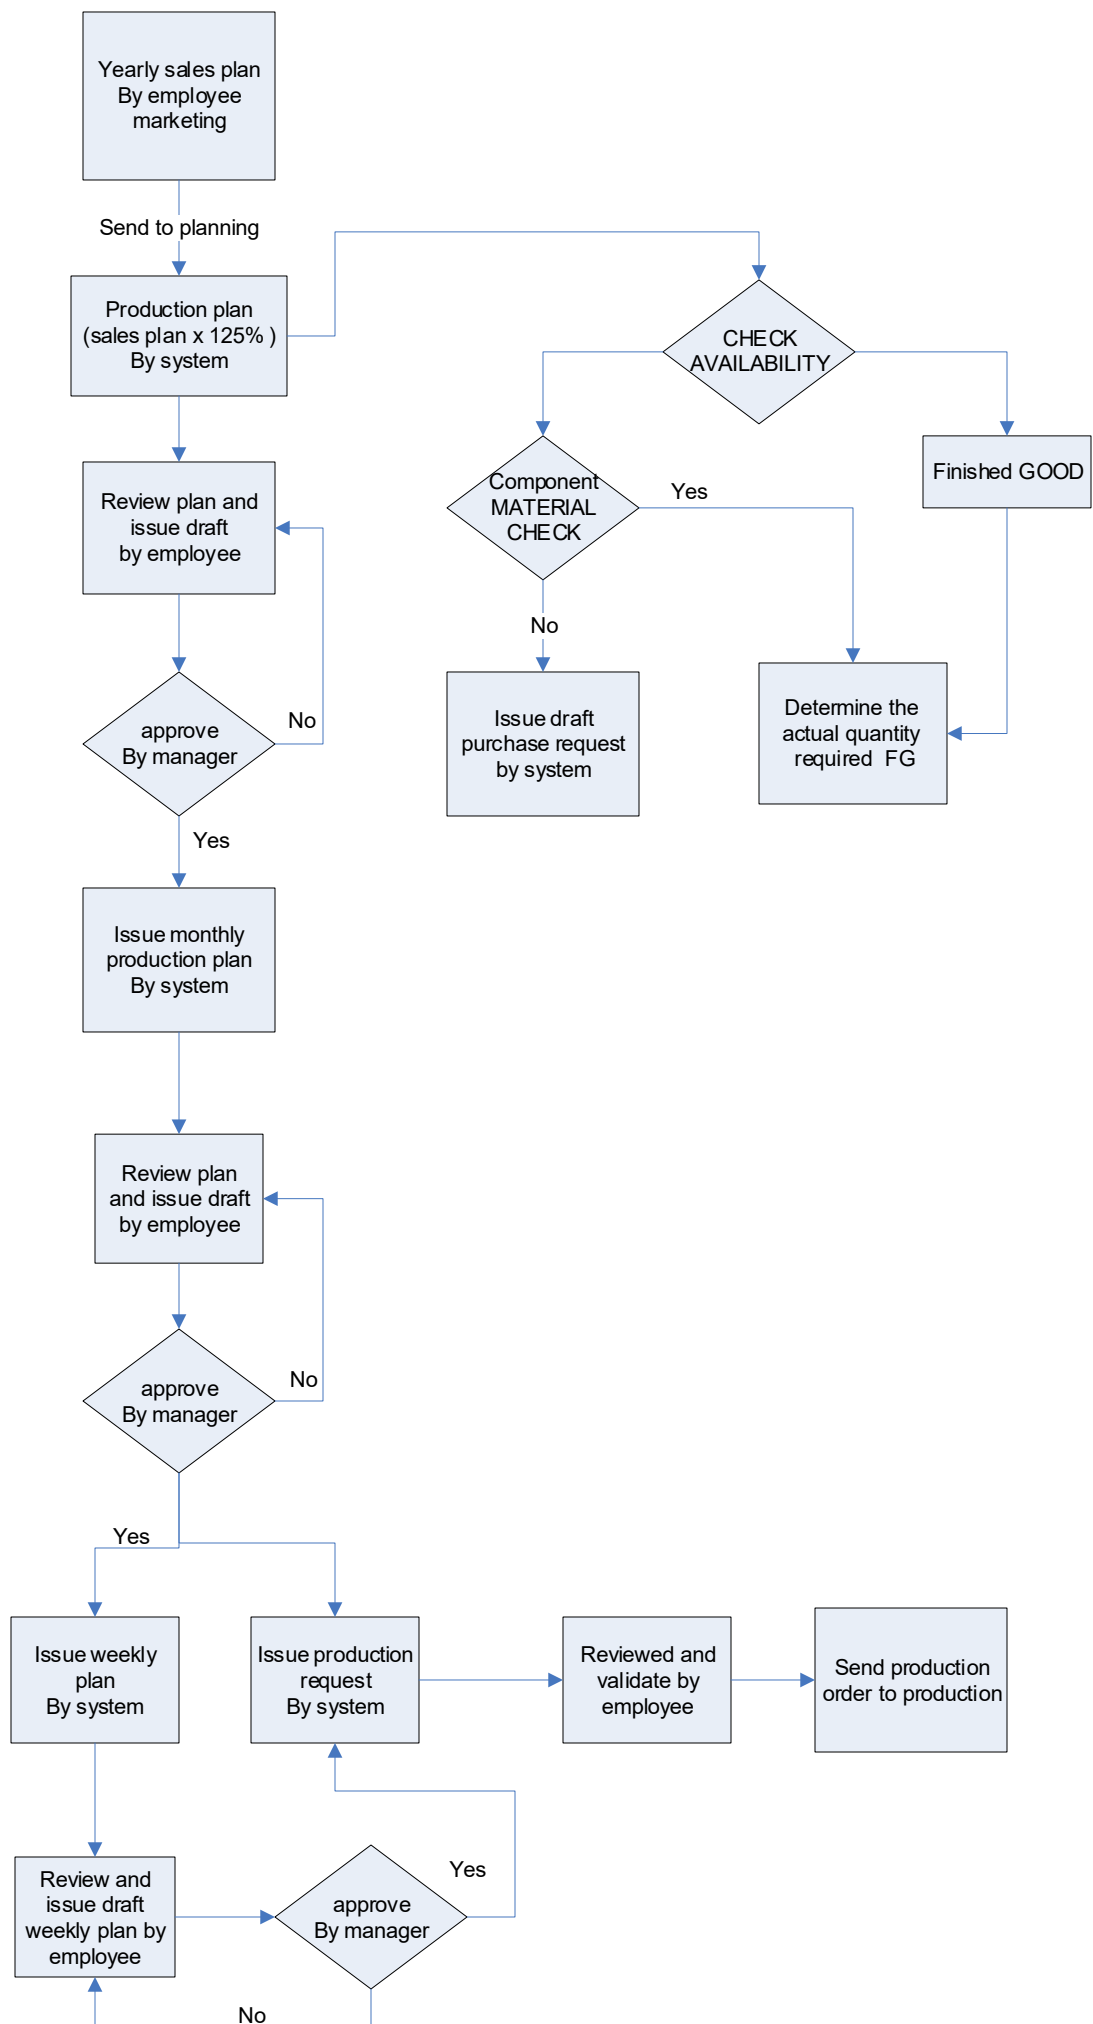 Yearly sales plan
By employee
marketing
Send to planning
Production plan
(sales plan x 125% )
By system
CHECK
AVAILABILITY
Component
MATERIAL
CHECK
Yes
Finished GOOD
Review plan and
issue draft
by employee
No
Issue draft
purchase request
by system
Determine the
actual quantity
required FG
approve
By manager
No
Yes
Issue monthly
production plan
By system
Review plan
and issue draft
by employee
approve
By manager
No
Yes
Issue weekly
plan
By system
Issue production
request
By system
Reviewed and
validate by
employee
Send production
order to production
Review and
issue draft
weekly plan by
employee
approve
By manager
Yes
No